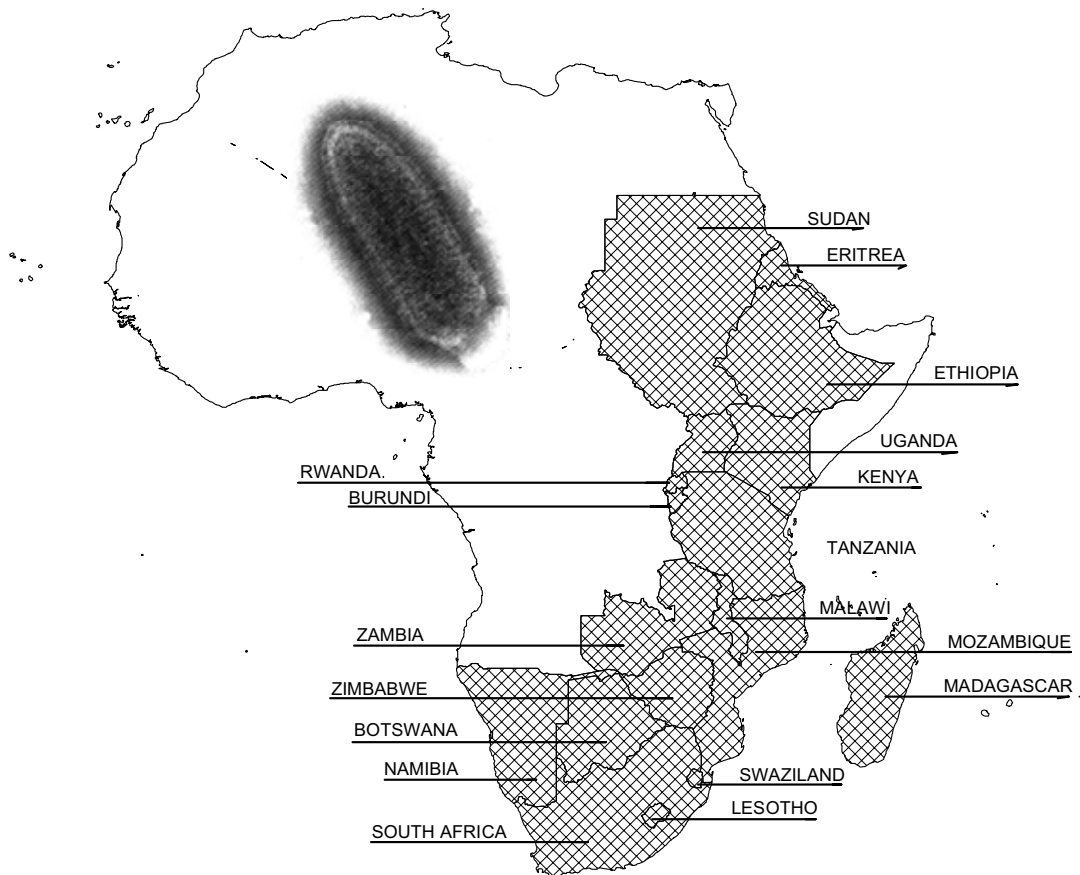 SUDAN
ERITREA
ETHIOPIA
UGANDA
RWANDA.
KENYA
BURUNDI
TANZANIA
MALAWI
ZAMBIA
MOZAMBIQUE
ZIMBABWE
MADAGASCAR
BOTSWANA
NAMIBIA
SWAZILAND
LESOTHO
SOUTH AFRICA